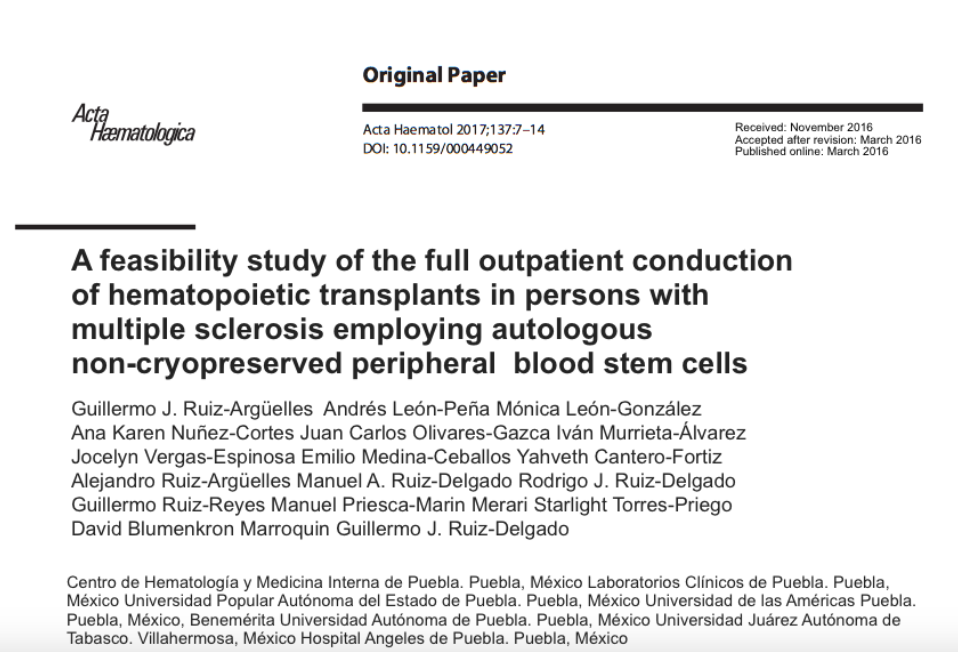 Original Paper
Acta
Hæmatologica
Acta Haematol 2017;137:7–14
DOI: 10.1159/000449052
Received: November 2016
Accepted after revision: March 2016
Published online: March 2016
A feasibility study of the full outpatient conduction
of hematopoietic transplants in persons with
multiple sclerosis employing autologous
non-cryopreserved peripheral blood stem cells
Guillermo J. Ruiz-Argüelles Andrés León-Peña Mónica León-González
Ana Karen Nuñez-Cortes Juan Carlos Olivares-Gazca Iván Murrieta-Álvarez
Jocelyn Vergas-Espinosa Emilio Medina-Ceballos Yahveth Cantero-Fortiz
Alejandro Ruiz-Argüelles Manuel A. Ruiz-Delgado Rodrigo J. Ruiz-Delgado
Guillermo Ruiz-Reyes Manuel Priesca-Marin Merari Starlight Torres-Priego
David Blumenkron Marroquin Guillermo J. Ruiz-Delgado
Centro de Hematología y Medicina Interna de Puebla. Puebla, México Laboratorios Clínicos de Puebla. Puebla,
México Universidad Popular Autónoma del Estado de Puebla. Puebla, México Universidad de las Américas Puebla.
Puebla, México, Benemérita Universidad Autónoma de Puebla. Puebla, México Universidad Juárez Autónoma de
Tabasco. Villahermosa, México Hospital Angeles de Puebla. Puebla, México